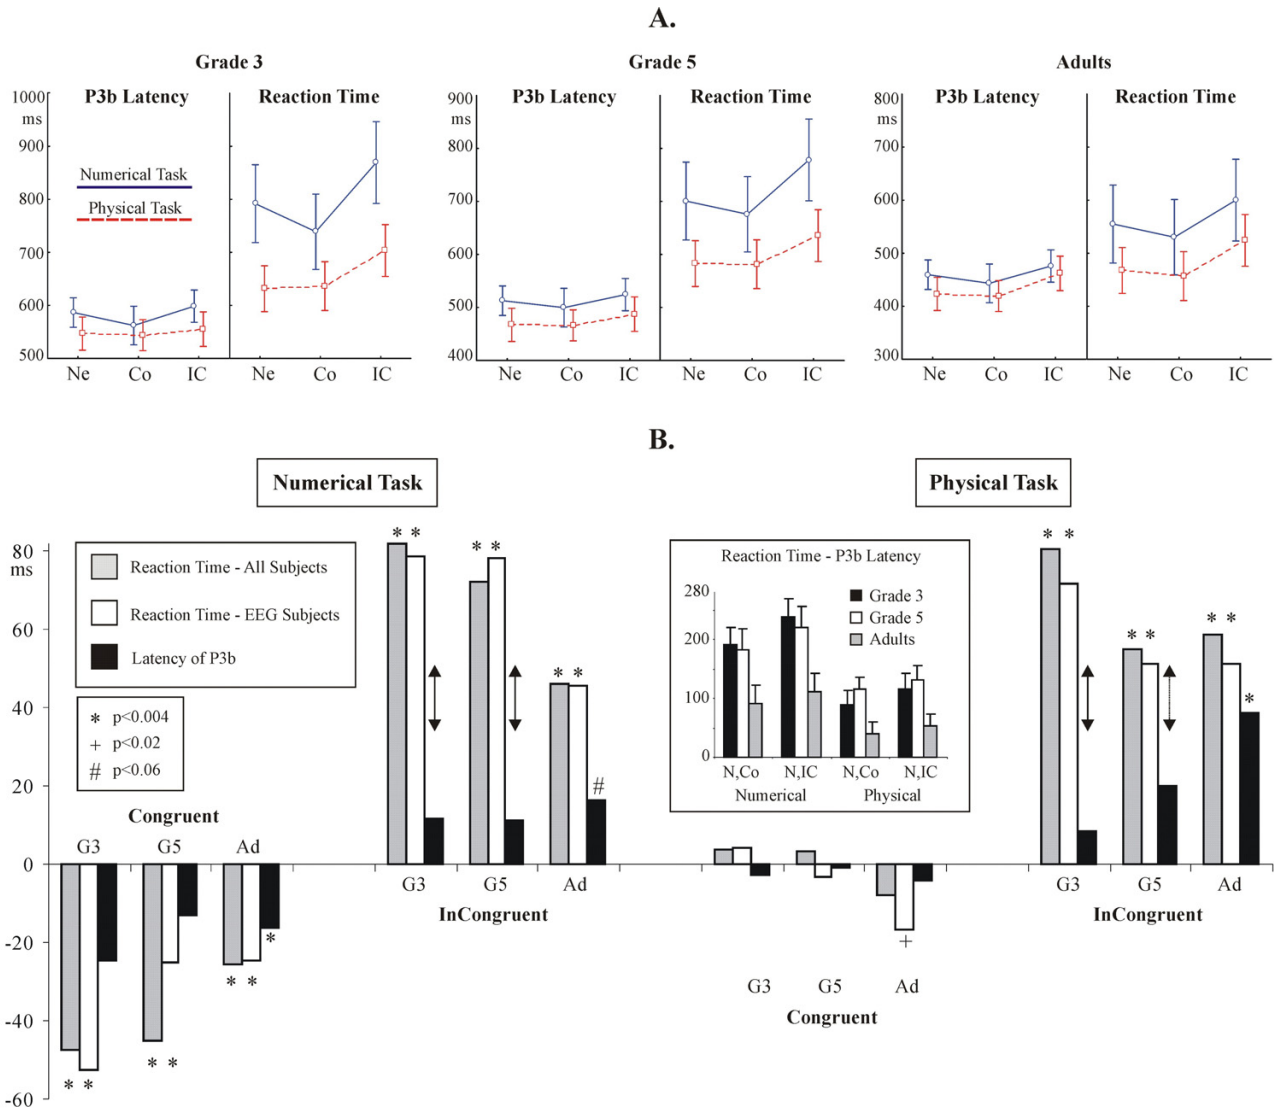 A.
Grade 3
Grade 5
Adults
1000
ms
900
800
700
600
500
P3b Latency
Reaction Time
Numerical Task
Physical Task
Ne Co IC Ne Co IC
900
ms
800
700
600
500
400
P3b Latency
Reaction Time
Ne Co IC Ne Co IC
800
ms
700
600
500
400
300
P3b Latency
Reaction Time
Ne Co IC Ne Co IC
B.
Numerical Task
Physical Task
80
ms
60
40
20
0
-20
-40
-60
Reaction Time - All Subjects
Reaction Time - EEG Subjects
Latency of P3b
* p<0.004
+ p<0.02
# p<0.06
Congruent
G3 G5 Ad
* *
* *
* *
*
* *
* *
* *
#
G3 G5 Ad
InCongruent
Reaction Time - P3b Latency
280
200
100
0
Grade 3
Grade 5
Adults
N,Co N,IC N,Co N,IC
Numerical Physical
+
G3 G5 Ad
Congruent
* *
* *
* *
*
G3 G5 Ad
InCongruent